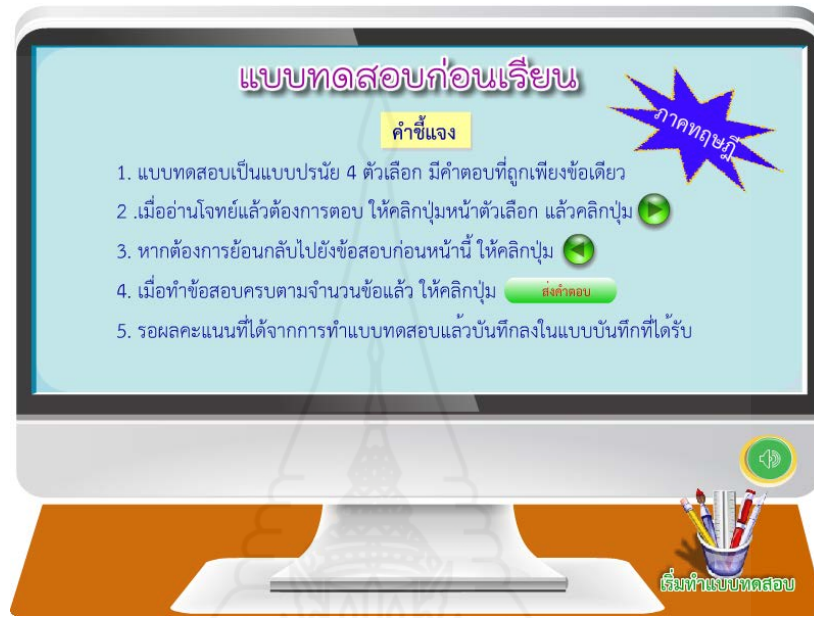 แบบทดสอบก่อนเรียน
ภาคทฤษฎี
คำชี้แจง
1. แบบทดสอบเป็นแบบปรนัย 4 ตัวเลือก มีคำตอบที่ถูกเพียงข้อเดียว
2 .เมื่ออ่านโจทย์แล้วต้องการตอบ ให้คลิกปุ่มหน้าตัวเลือก แล้วคลิกปุ่ม
3. หากต้องการย้อนกลับไปยังข้อสอบก่อนหน้านี้ ให้คลิกปุ่ม
4. เมื่อทำข้อสอบครบตามจำนวนข้อแล้ว ให้คลิกปุ่ม ส่งคำตอบ
5. รอผลคะแนนที่ได้จากการทำแบบทดสอบแล้วบันทึกลงในแบบบันทึกที่ได้รับ
เริ่มทำแบบทดสอบ